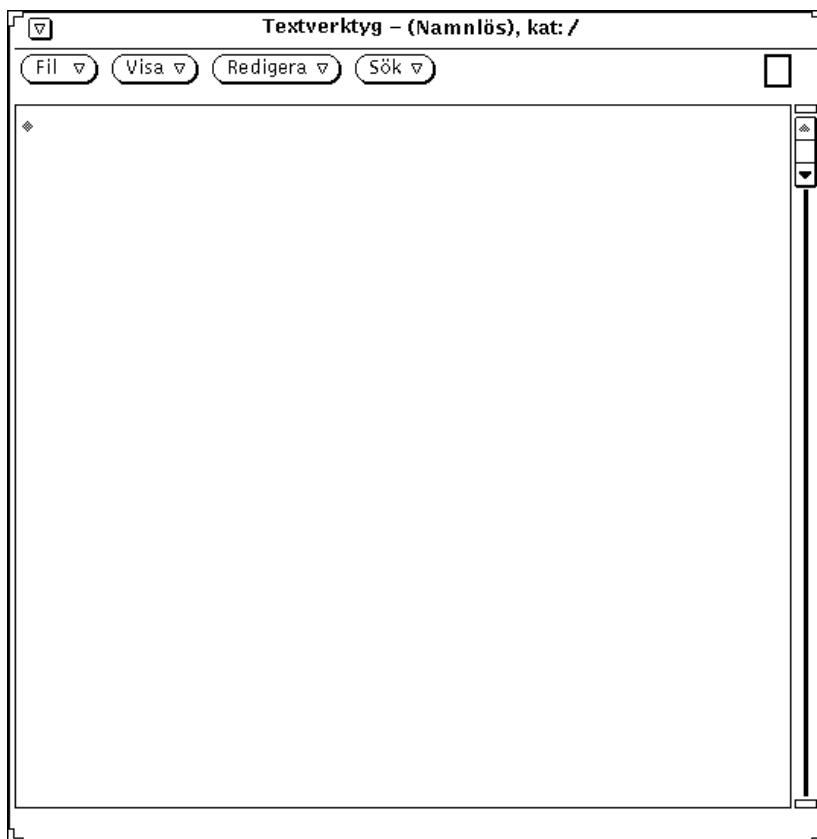 Textverktyg – (Namnlös), kat: /
Fil Visa Redigera Sök